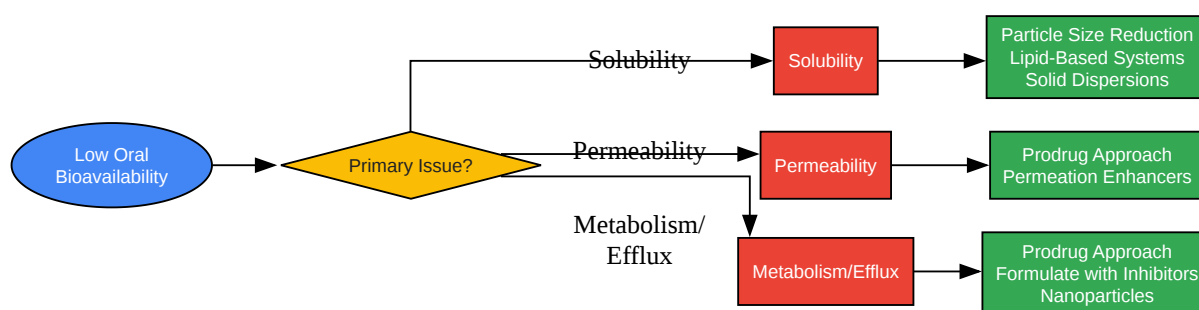 Low Oral
Bioavailability
Primary Issue?
Solubility
Solubility
Particle Size Reduction
Lipid-Based Systems
Solid Dispersions
Permeability
Permeability
Prodrug Approach
Permeation Enhancers
Metabolism/
Efflux
Metabolism/Efflux
Prodrug Approach
Formulate with Inhibitors
Nanoparticles